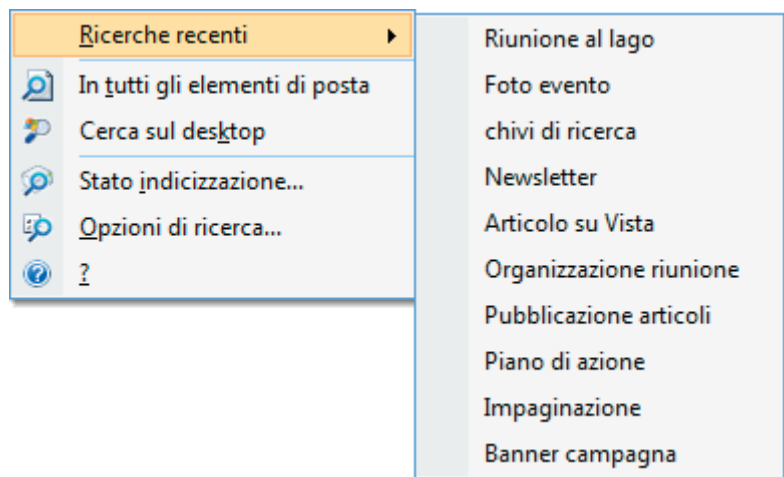 Ricerche recenti
In tutti gli elementi di posta
Cerca sul desktop
Stato indicizzazione...
Opzioni di ricerca...
?
Riunione al lago
Foto evento
chivi di ricerca
Newsletter
Articolo su Vista
Organizzazione riunione
Pubblicazione articoli
Piano di azione
Impaginazione
Banner campagna